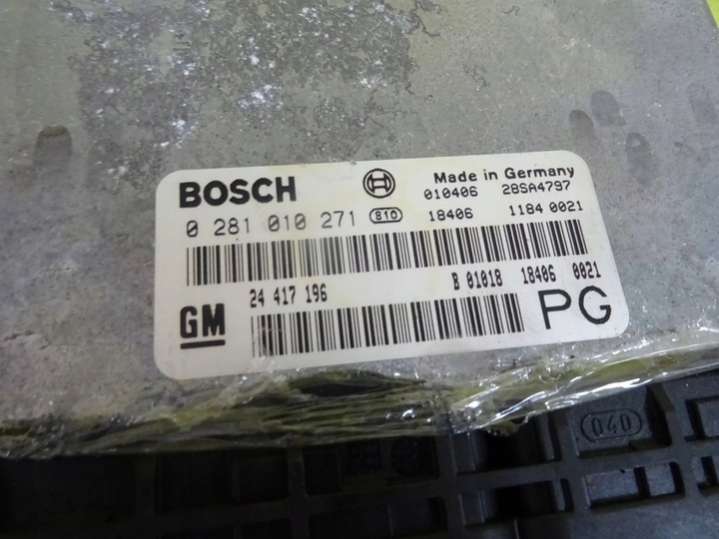 BOSCH Made in Germany
010406 28SA4797
0 281 010 271 810 18406 1184 0021
24 417 196 B 01018 18406 0021
GM PG
040